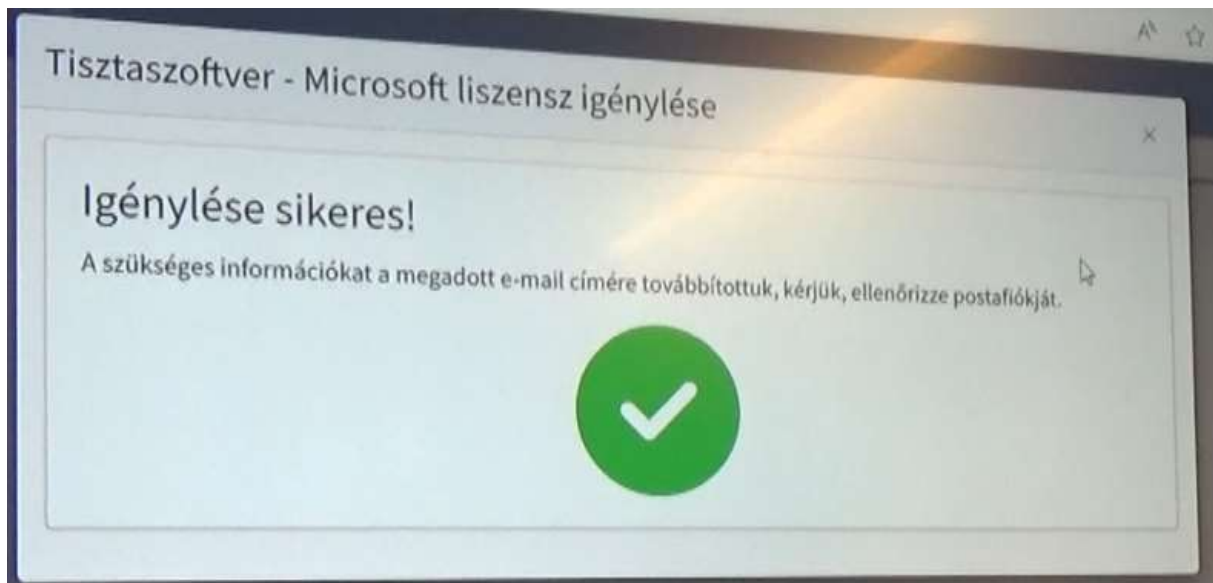 Tisztaszoftver - Microsoft liszensz igénylése
Igénylése sikeres!
A szükséges információkat a megadott e-mail címére továbbítottuk, kérjük, ellenőrizze postafiókját.